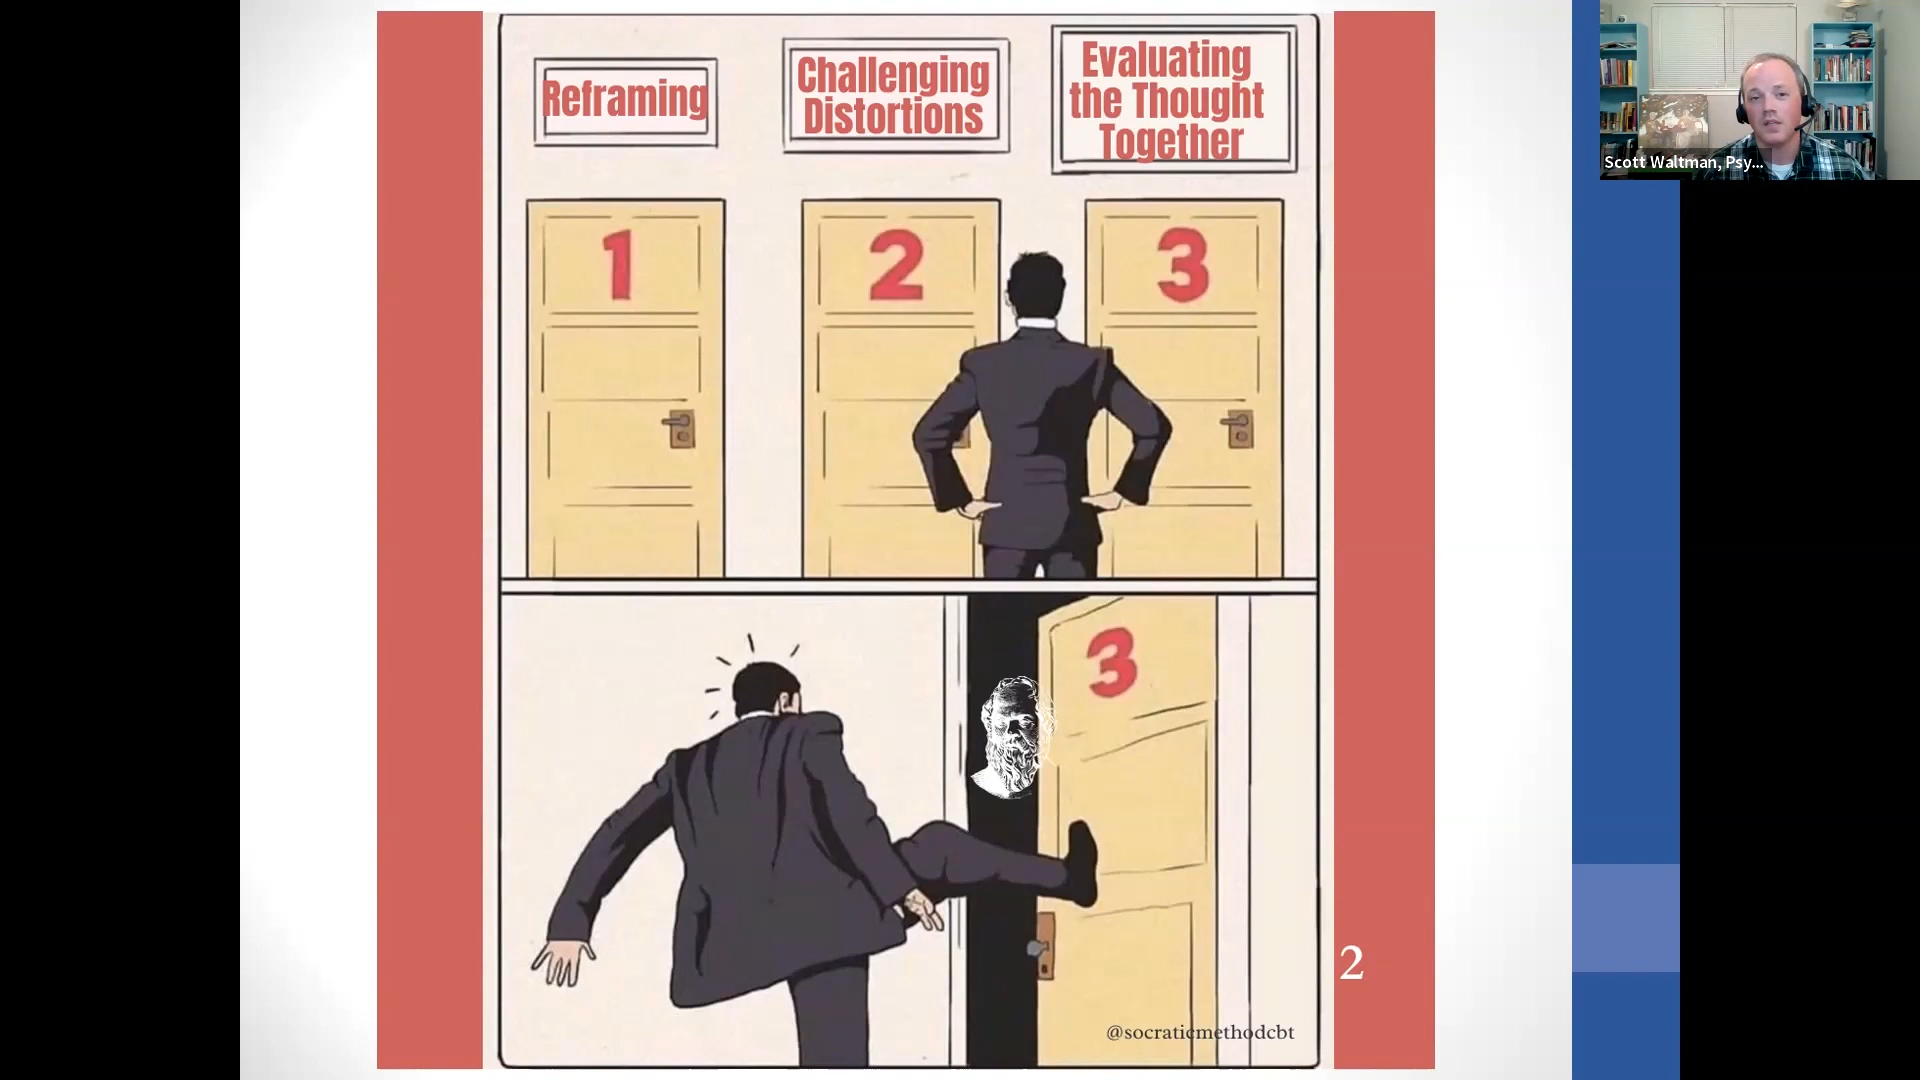 Reframing
Challenging
Distortions
Evaluating
the Thought
Together
1
2
3
3
2
@socraticmethodcbt
Scott Waltman, Psy...